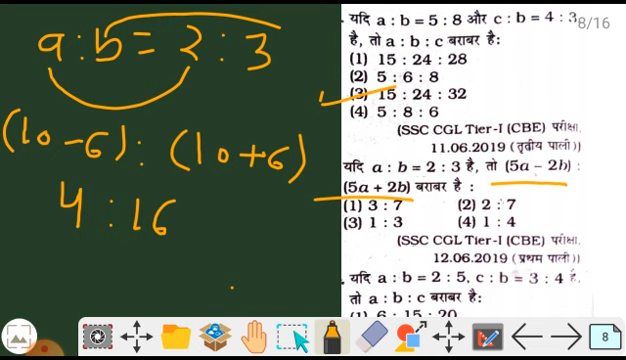 a : b = 2 : 3
(10 - 6) : (10 + 6)
4 : 16
. यदि a : b = 5 : 8 और c : b = 4 : 3
8/16
है, तो a : b : c बराबर है:
(1) 15 : 24 : 28
(2) 5 : 6 : 8
(3) 15 : 24 : 32
(4) 5 : 8 : 6
(SSC CGL Tier-I (CBE) परीक्षा,
11.06.2019 (तृतीय पाली))
यदि a : b = 2 : 3 है, तो (5a – 2b) :
(5a + 2b) बराबर है :
(1) 3 : 7 (2) 2 : 7
(3) 1 : 3 (4) 1 : 4
(SSC CGL Tier-I (CBE) परीक्षा,
12.06.2019 (प्रथम पाली))
. यदि a : b = 2 : 5, c : b = 3 : 4 है,
तो a : b : c बराबर है:
(1) 6 : 15 : 20
8